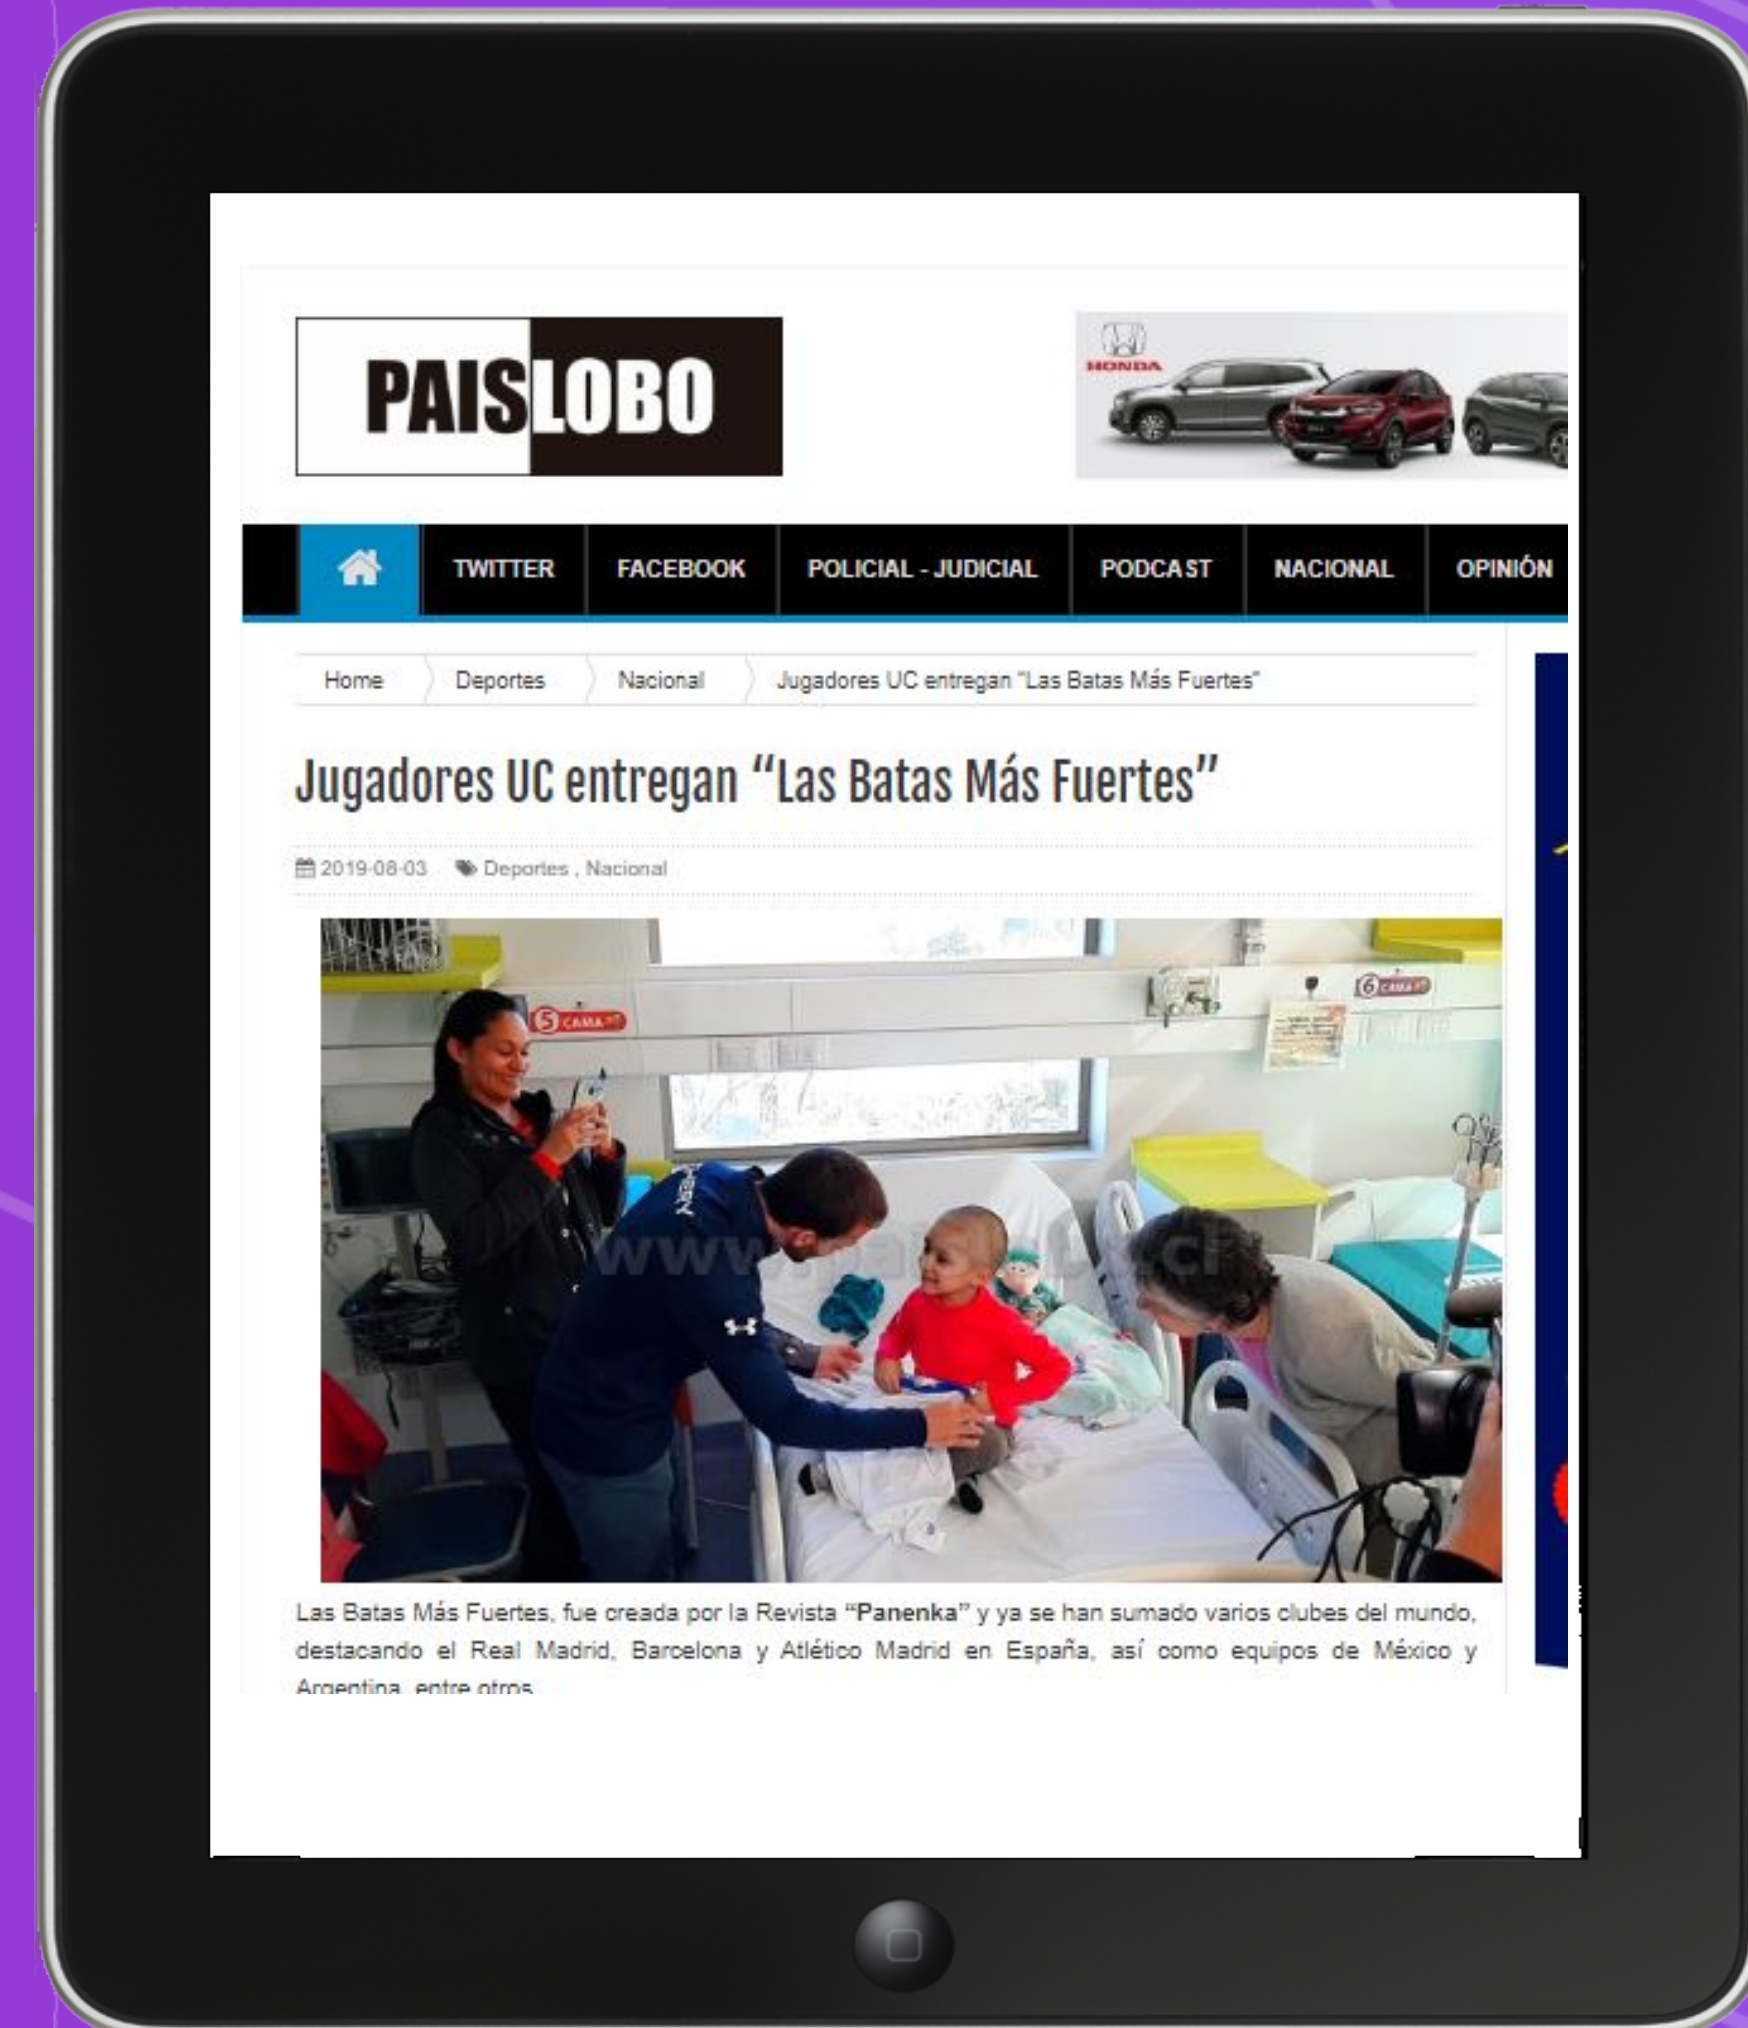 PAISLOBO
HONDA
TWITTER FACEBOOK POLICIAL - JUDICIAL PODCAST NACIONAL OPINIÓN
Home Deportes Nacional Jugadores UC entregan "Las Batas Más Fuertes"
Jugadores UC entregan “Las Batas Más Fuertes”
2019-08-03 Deportes , Nacional
5 CAMA
6 CAMA
Las Batas Más Fuertes, fue creada por la Revista “Panenka” y ya se han sumado varios clubes del mundo,
destacando el Real Madrid, Barcelona y Atlético Madrid en España, así como equipos de México y
Argentina, entre otros.